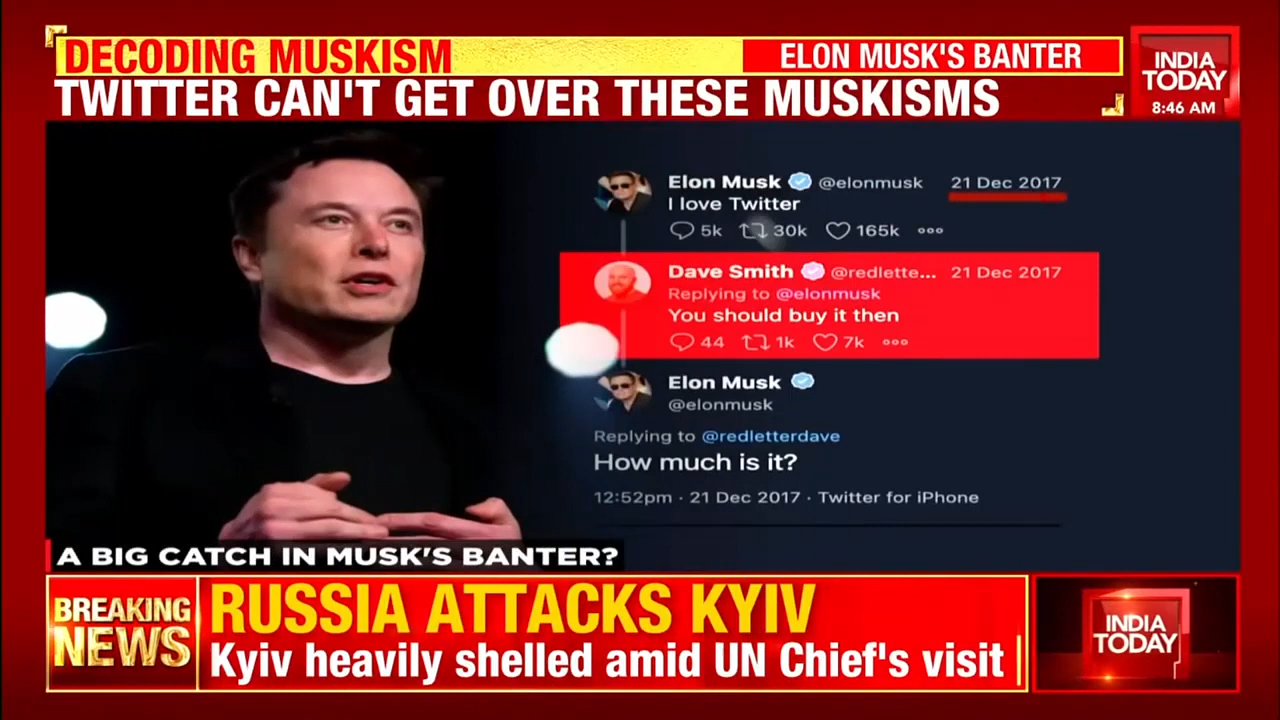 DECODING MUSKISM
ELON MUSK'S BANTER
INDIA
TODAY
8:46 AM
TWITTER CAN'T GET OVER THESE MUSKISMS
Elon Musk @elonmusk 21 Dec 2017
I love Twitter
5k 30k 165k
Dave Smith @redlette... 21 Dec 2017
Replying to @elonmusk
You should buy it then
44 1k 7k
Elon Musk
@elonmusk
Replying to @redletterdave
How much is it?
12:52pm · 21 Dec 2017 · Twitter for iPhone
A BIG CATCH IN MUSK'S BANTER?
BREAKING
NEWS
RUSSIA ATTACKS KYIV
Kyiv heavily shelled amid UN Chief's visit
INDIA
TODAY